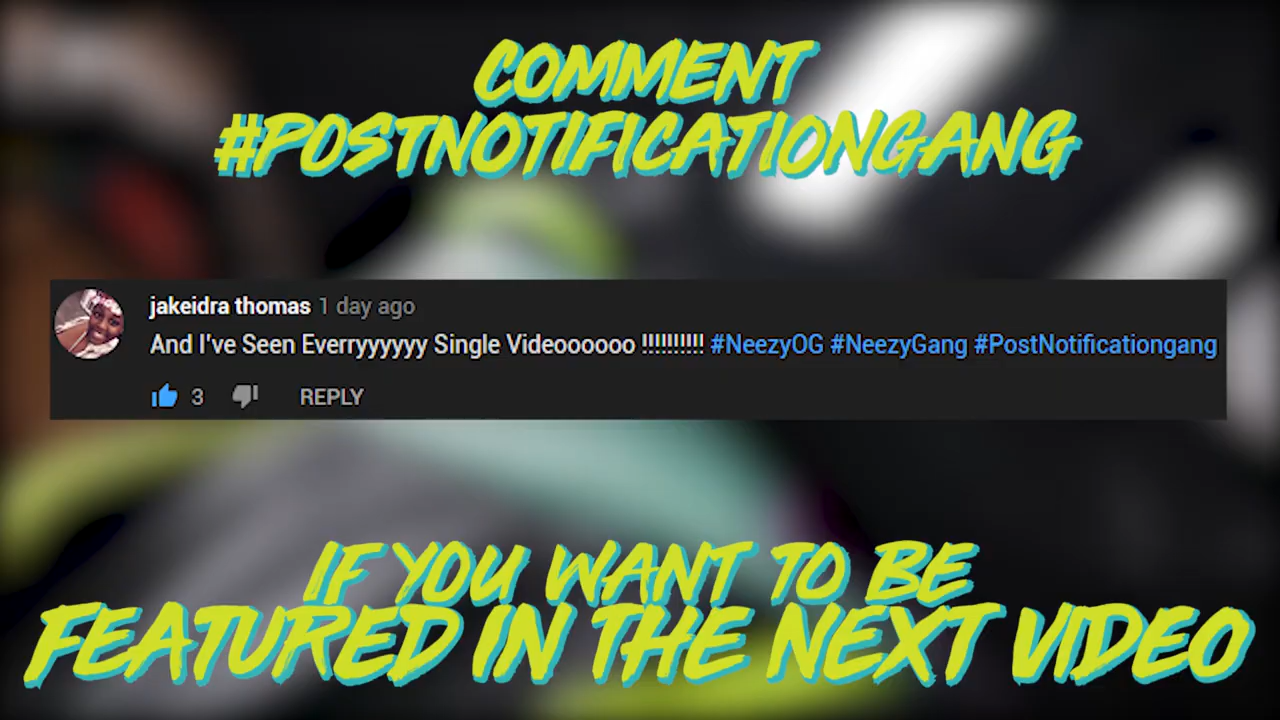 COMMENT
#POSTNOTIFICATIONGANG
jakeidra thomas 1 day ago
And I've Seen Everryyyyyy Single Videoooooo !!!!!!!!!! #NeezyOG #NeezyGang #PostNotificationgang
3 REPLY
IF YOU WANT TO BE
FEATURED IN THE NEXT VIDEO